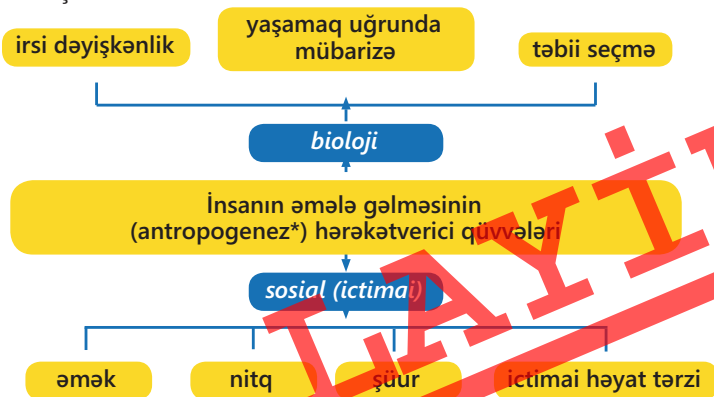 irsi dəyişkənlik
yaşamaq uğrunda
mübarizə
təbii seçmə
bioloji
İnsanın əmələ gəlməsinin
(antropogenez*) hərəkətverici qüvvələri
sosial (ictimai)
əmək
nitq
şüur
ictimai həyat tərzi